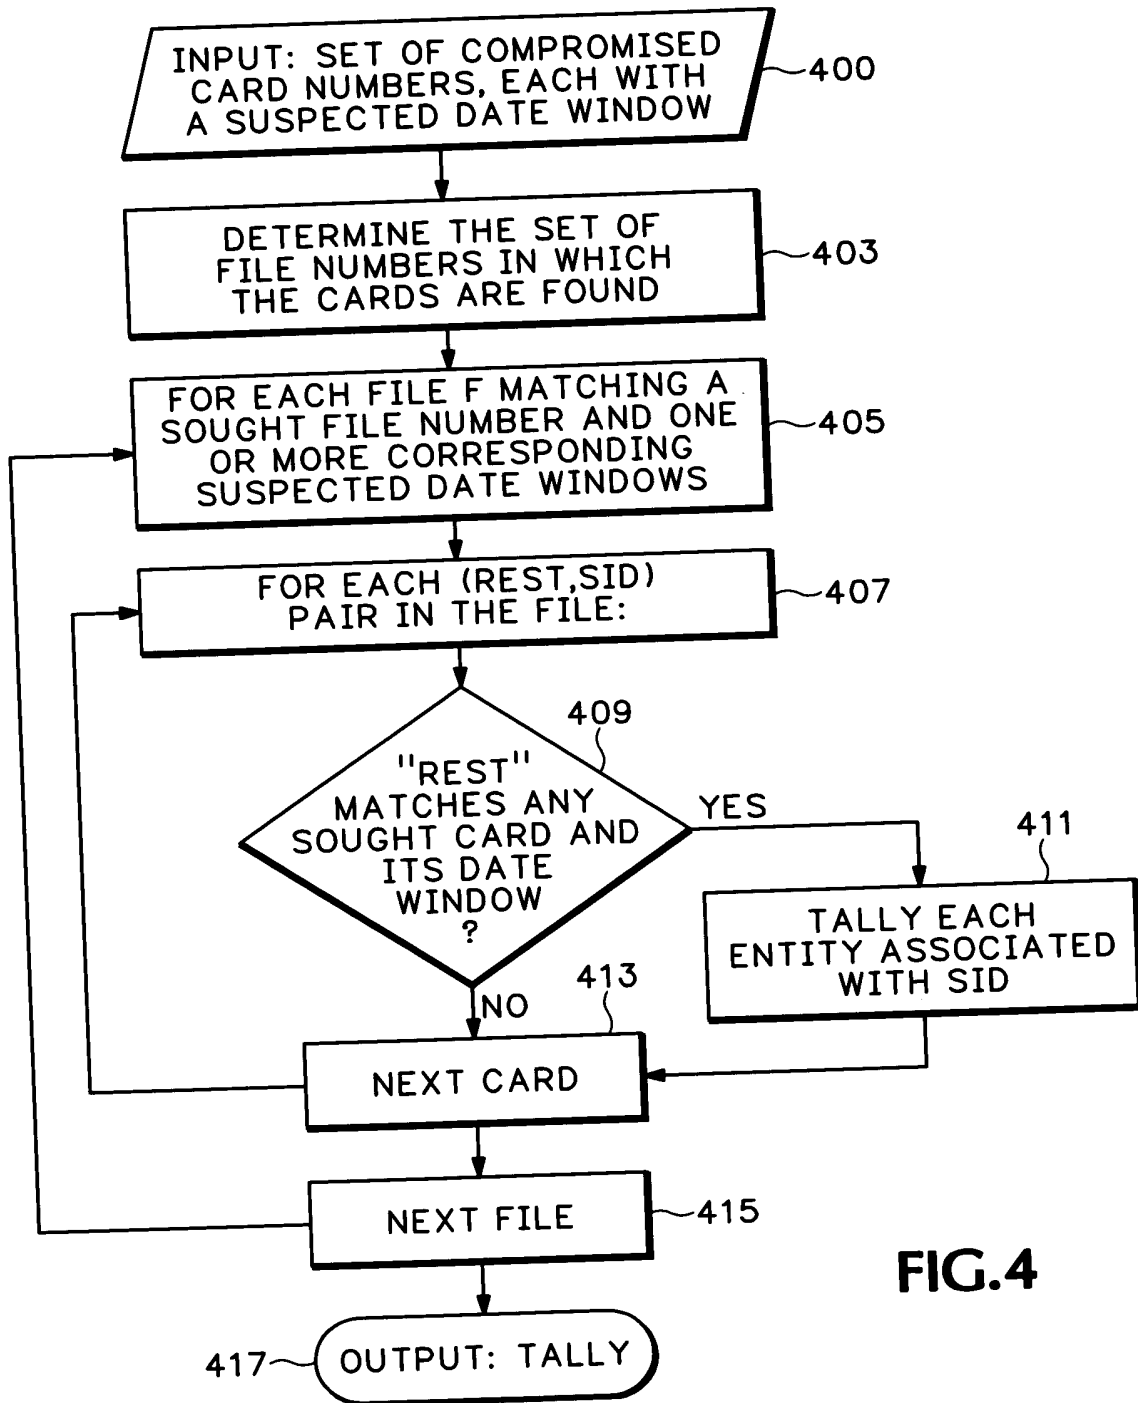 INPUT: SET OF COMPROMISED
CARD NUMBERS, EACH WITH
A SUSPECTED DATE WINDOW
400
DETERMINE THE SET OF
FILE NUMBERS IN WHICH
THE CARDS ARE FOUND
403
FOR EACH FILE F MATCHING A
SOUGHT FILE NUMBER AND ONE
OR MORE CORRESPONDING
SUSPECTED DATE WINDOWS
405
FOR EACH (REST,SID)
PAIR IN THE FILE:
407
409
"REST"
MATCHES ANY
SOUGHT CARD AND
ITS DATE
WINDOW
?
YES
411
TALLY EACH
ENTITY ASSOCIATED
WITH SID
NO
413
NEXT CARD
NEXT FILE
415
FIG.4
417
OUTPUT: TALLY